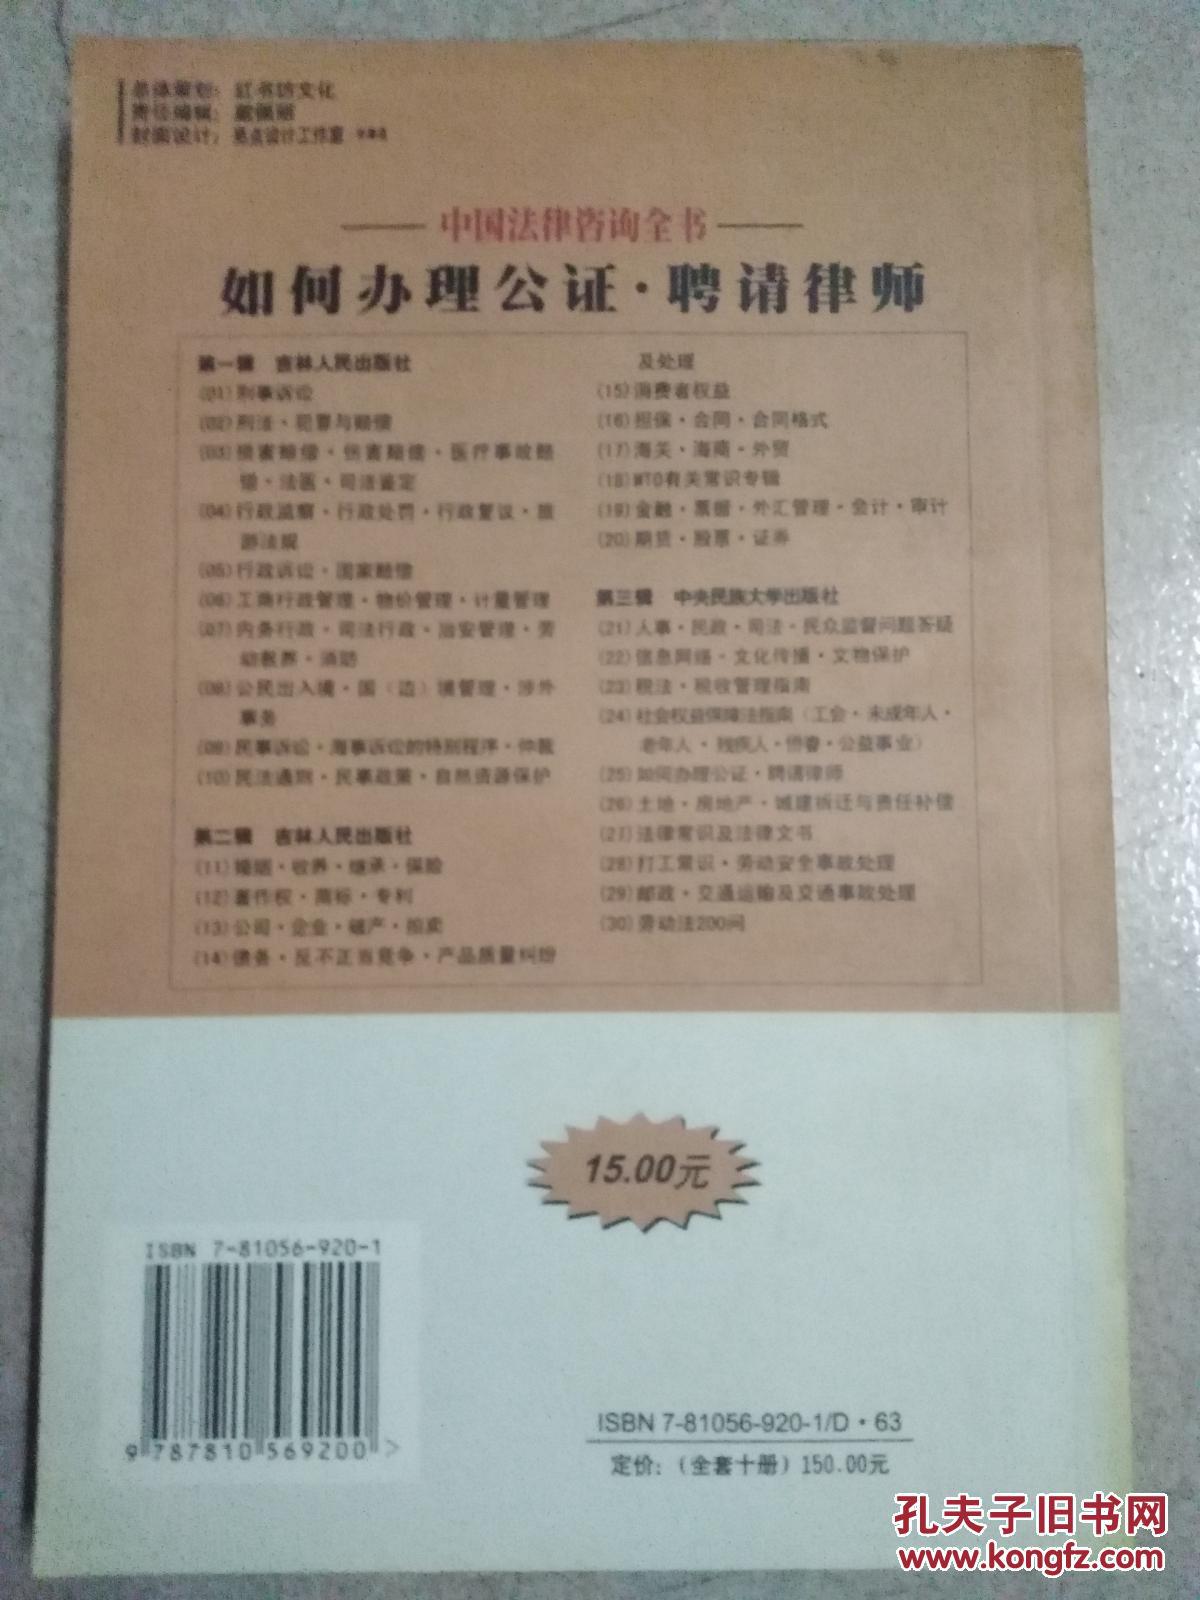 总体策划：红书坊文化
责任编辑：戴佩丽
封面设计：易点设计工作室
中国法律咨询全书
如何办理公证·聘请律师
第一辑 吉林人民出版社
(01)刑事诉讼
(02)刑法·犯罪与赔偿
(03)损害赔偿·伤害赔偿·医疗事故赔
偿·法医·司法鉴定
(04)行政监察·行政处罚·行政复议·旅
游法规
(05)行政诉讼·国家赔偿
(06)工商行政管理·物价管理·计量管理
(07)内务行政·司法行政·治安管理·劳
动教养·消防
(08)公民出入境·国（边）境管理·涉外
事务
(09)民事诉讼·海事诉讼的特别程序·仲裁
(10)民法通则·民事政策·自然资源保护
第二辑 吉林人民出版社
(11)婚姻·收养·继承·保险
(12)著作权·商标·专利
(13)公司·企业·破产·拍卖
(14)债务·反不正当竞争·产品质量纠纷
及处理
(15)消费者权益
(16)担保·合同·合同格式
(17)海关·海商·外贸
(18)WTO有关常识专辑
(19)金融·票据·外汇管理·会计·审计
(20)期货·股票·证券
第三辑 中央民族大学出版社
(21)人事·民政·司法·民众监督问题答疑
(22)信息网络·文化传播·文物保护
(23)税法·税收管理指南
(24)社会权益保障法指南（工会·未成年人·
老年人·残疾人·侨眷·公益事业）
(25)如何办理公证·聘请律师
(26)土地·房地产·城建拆迁与责任补偿
(27)法律常识及法律文书
(28)打工常识·劳动安全事故处理
(29)邮政·交通运输及交通事故处理
(30)劳动法200问
15.00元
ISBN 7-81056-920-1
9 787810 569200 >
ISBN 7-81056-920-1/D·63
定价：（全套十册）150.00元
孔夫子旧书网
www.kongfz.com